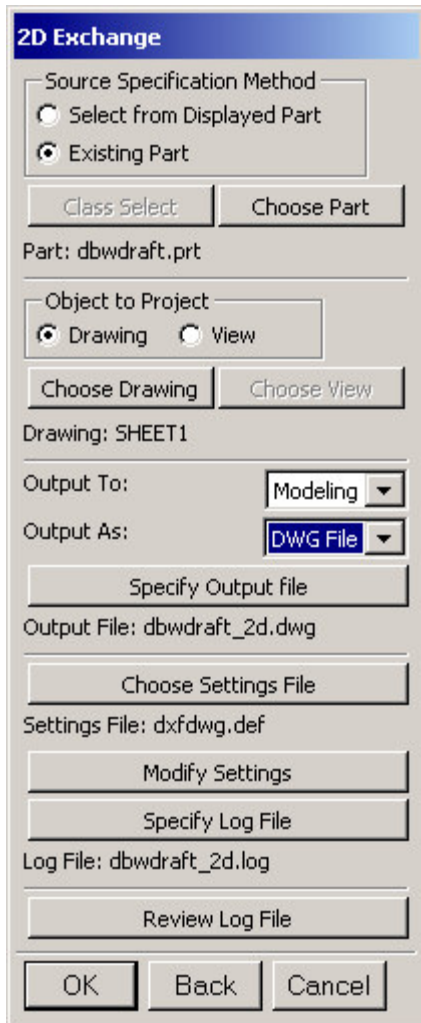 2D Exchange
Source Specification Method
Select from Displayed Part
Existing Part
Class Select Choose Part
Part: dbwdraft.prt
Object to Project
Drawing View
Choose Drawing Choose View
Drawing: SHEET1
Output To: Modeling
Output As: DWG File
Specify Output file
Output File: dbwdraft_2d.dwg
Choose Settings File
Settings File: dxfdwg.def
Modify Settings
Specify Log File
Log File: dbwdraft_2d.log
Review Log File
OK Back Cancel